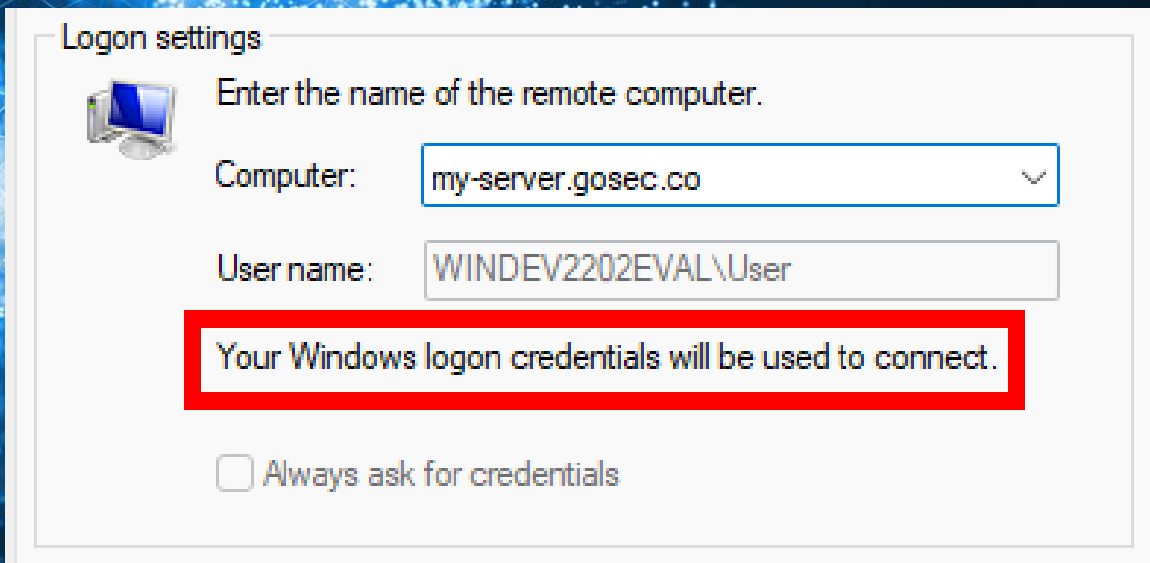 Logon settings
Enter the name of the remote computer.
Computer: my-server.gosec.co
User name: WINDEV2202EVAL\User
Your Windows logon credentials will be used to connect.
Always ask for credentials